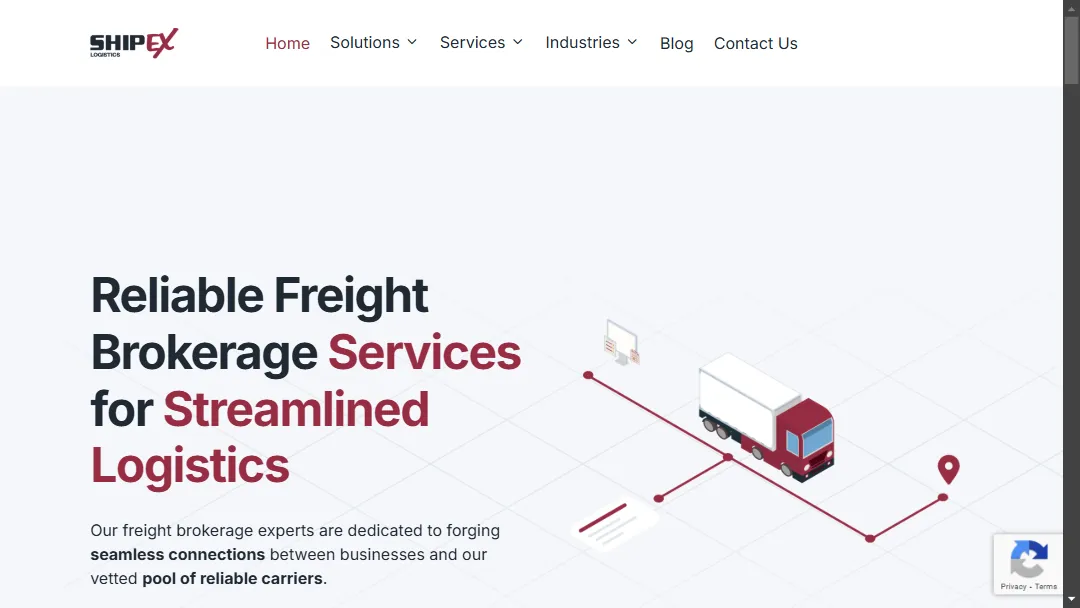 SHIPEX
LOGISTICS
Home Solutions Services Industries Blog Contact Us
Reliable Freight
Brokerage Services
for Streamlined
Logistics
Our freight brokerage experts are dedicated to forging
seamless connections between businesses and our
vetted pool of reliable carriers.
Privacy - Terms